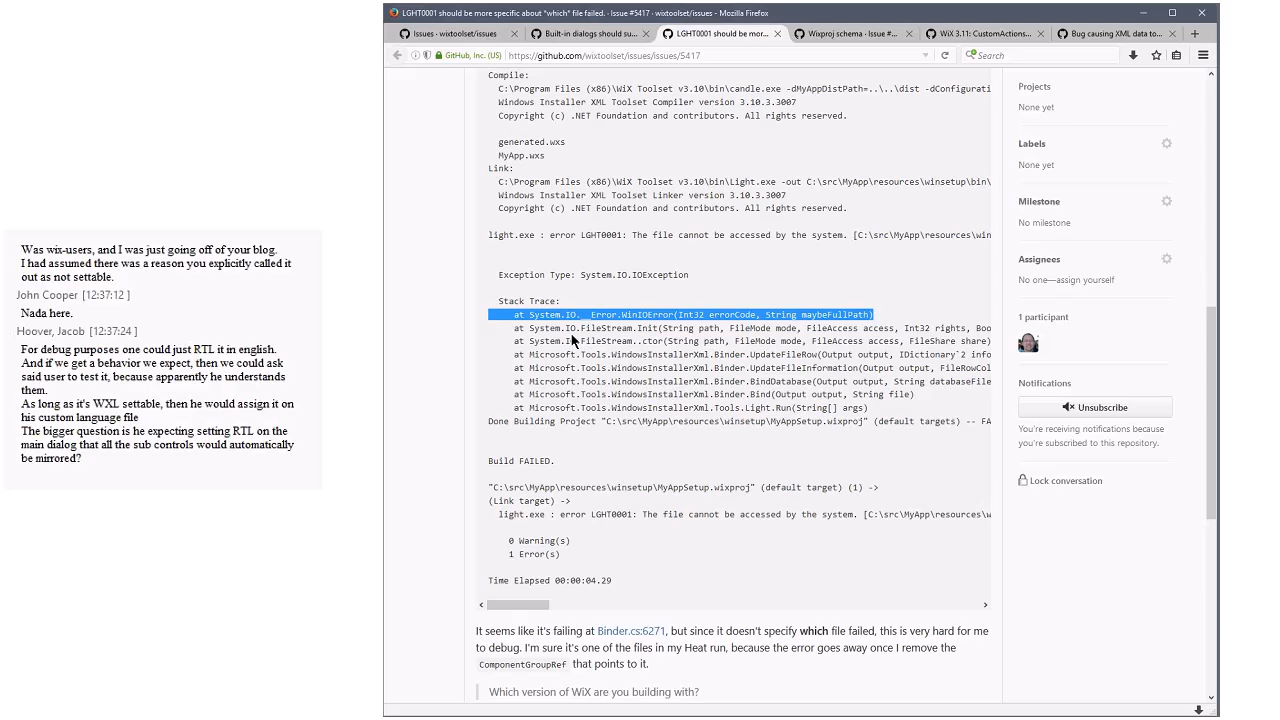 Was wix-users, and I was just going off of your blog.
I had assumed there was a reason you explicitly called it
out as not settable.
John Cooper [12:37:12 ]
Nada here.
Hoover, Jacob [12:37:24 ]
For debug purposes one could just RTL it in english.
And if we get a behavior we expect, then we could ask
said user to test it, because apparently he understands
them.
As long as it's WXL settable, then he would assign it on
his custom language file
The bigger question is he expecting setting RTL on the
main dialog that all the sub controls would automatically
be mirrored?
LGHT0001 should be more specific about "which" file failed. · Issue #5417 · wixtoolset/issues - Mozilla Firefox
Issues · wixtoolset/issues
Built-in dialogs should su...
LGHT0001 should be mor...
Wixproj schema · Issue #...
WiX 3.11: CustomActions...
Bug causing XML data to...
GitHub, Inc. (US)
https://github.com/wixtoolset/issues/issues/5417
Search
Compile:
C:\Program Files (x86)\WiX Toolset v3.10\bin\candle.exe -dMyAppDistPath=..\..\dist -dConfigurati
Windows Installer XML Toolset Compiler version 3.10.3.3007
Copyright (c) .NET Foundation and contributors. All rights reserved.
generated.wxs
MyApp.wxs
Link:
C:\Program Files (x86)\WiX Toolset v3.10\bin\Light.exe -out C:\src\MyApp\resources\winsetup\bin\
Windows Installer XML Toolset Linker version 3.10.3.3007
Copyright (c) .NET Foundation and contributors. All rights reserved.
light.exe : error LGHT0001: The file cannot be accessed by the system. [C:\src\MyApp\resources\win
Exception Type: System.IO.IOException
Stack Trace:
at System.IO.__Error.WinIOError(Int32 errorCode, String maybeFullPath)
at System.IO.FileStream.Init(String path, FileMode mode, FileAccess access, Int32 rights, Boo
at System.IO.FileStream..ctor(String path, FileMode mode, FileAccess access, FileShare share)
at Microsoft.Tools.WindowsInstallerXml.Binder.UpdateFileRow(Output output, IDictionary`2 info
at Microsoft.Tools.WindowsInstallerXml.Binder.UpdateFileInformation(Output output, FileRowCol
at Microsoft.Tools.WindowsInstallerXml.Binder.BindDatabase(Output output, String databaseFile
at Microsoft.Tools.WindowsInstallerXml.Binder.Bind(Output output, String file)
at Microsoft.Tools.WindowsInstallerXml.Tools.Light.Run(String[] args)
Done Building Project "C:\src\MyApp\resources\winsetup\MyAppSetup.wixproj" (default targets) -- FA
Build FAILED.
"C:\src\MyApp\resources\winsetup\MyAppSetup.wixproj" (default target) (1) ->
(Link target) ->
light.exe : error LGHT0001: The file cannot be accessed by the system. [C:\src\MyApp\resources\w
0 Warning(s)
1 Error(s)
Time Elapsed 00:00:04.29
It seems like it's failing at Binder.cs:6271, but since it doesn't specify which file failed, this is very hard for me
to debug. I'm sure it's one of the files in my Heat run, because the error goes away once I remove the
ComponentGroupRef that points to it.
Which version of WiX are you building with?
Projects
None yet
Labels
None yet
Milestone
No milestone
Assignees
No one—assign yourself
1 participant
Notifications
Unsubscribe
You're receiving notifications because
you're subscribed to this repository.
Lock conversation